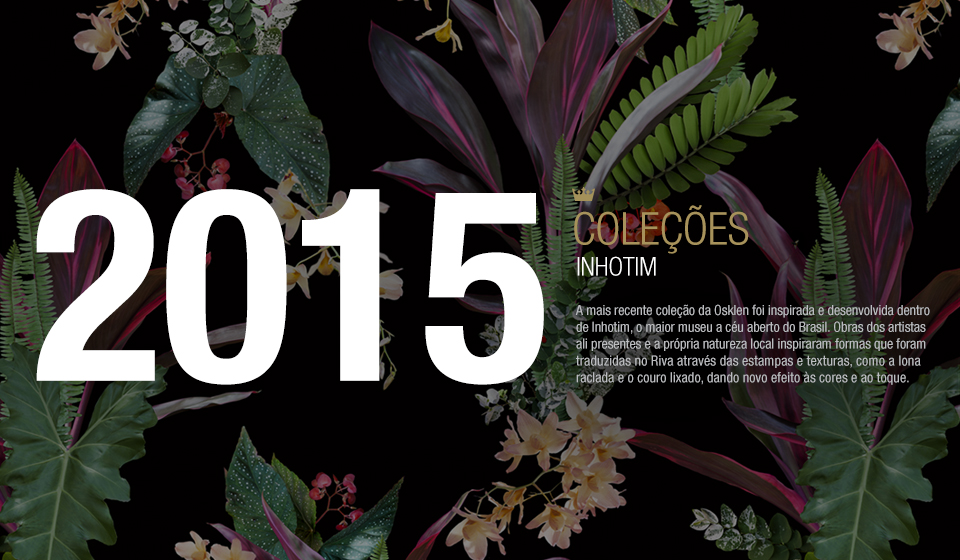 2015
COLEÇÕES
INHOTIM
A mais recente coleção da Osklen foi inspirada e desenvolvida dentro
de Inhotim, o maior museu a céu aberto do Brasil. Obras dos artistas
ali presentes e a própria natureza local inspiraram formas que foram
traduzidas no Riva através das estampas e texturas, como a lona
raclada e o couro lixado, dando novo efeito às cores e ao toque.